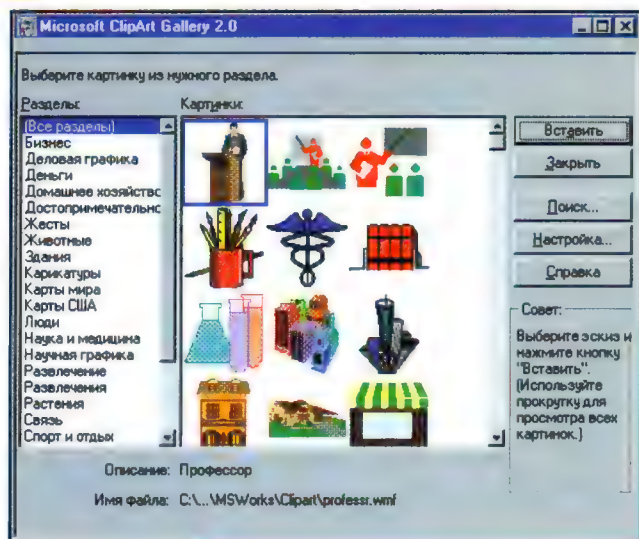 Microsoft ClipArt Gallery 2.0
Выберите картинку из нужного раздела.
Разделы:
Картинки:
(Все разделы)
Бизнес
Деловая графика
Деньги
Домашнее хозяйство
Достопримечательно
Жесты
Животные
Здания
Карикатуры
Карты мира
Карты США
Люди
Наука и медицина
Научная графика
Развлечение
Развлечения
Растения
Связь
Спорт и отдых
Вставить
Закрыть
Поиск...
Настройка...
Справка
Совет:
Выберите эскиз и
нажмите кнопку
"Вставить".
(Используйте
прокрутку для
просмотра всех
картинок.)
Описание: Профессор
Имя файла: C:\...\MSWorks\Clipart\professr.wmf